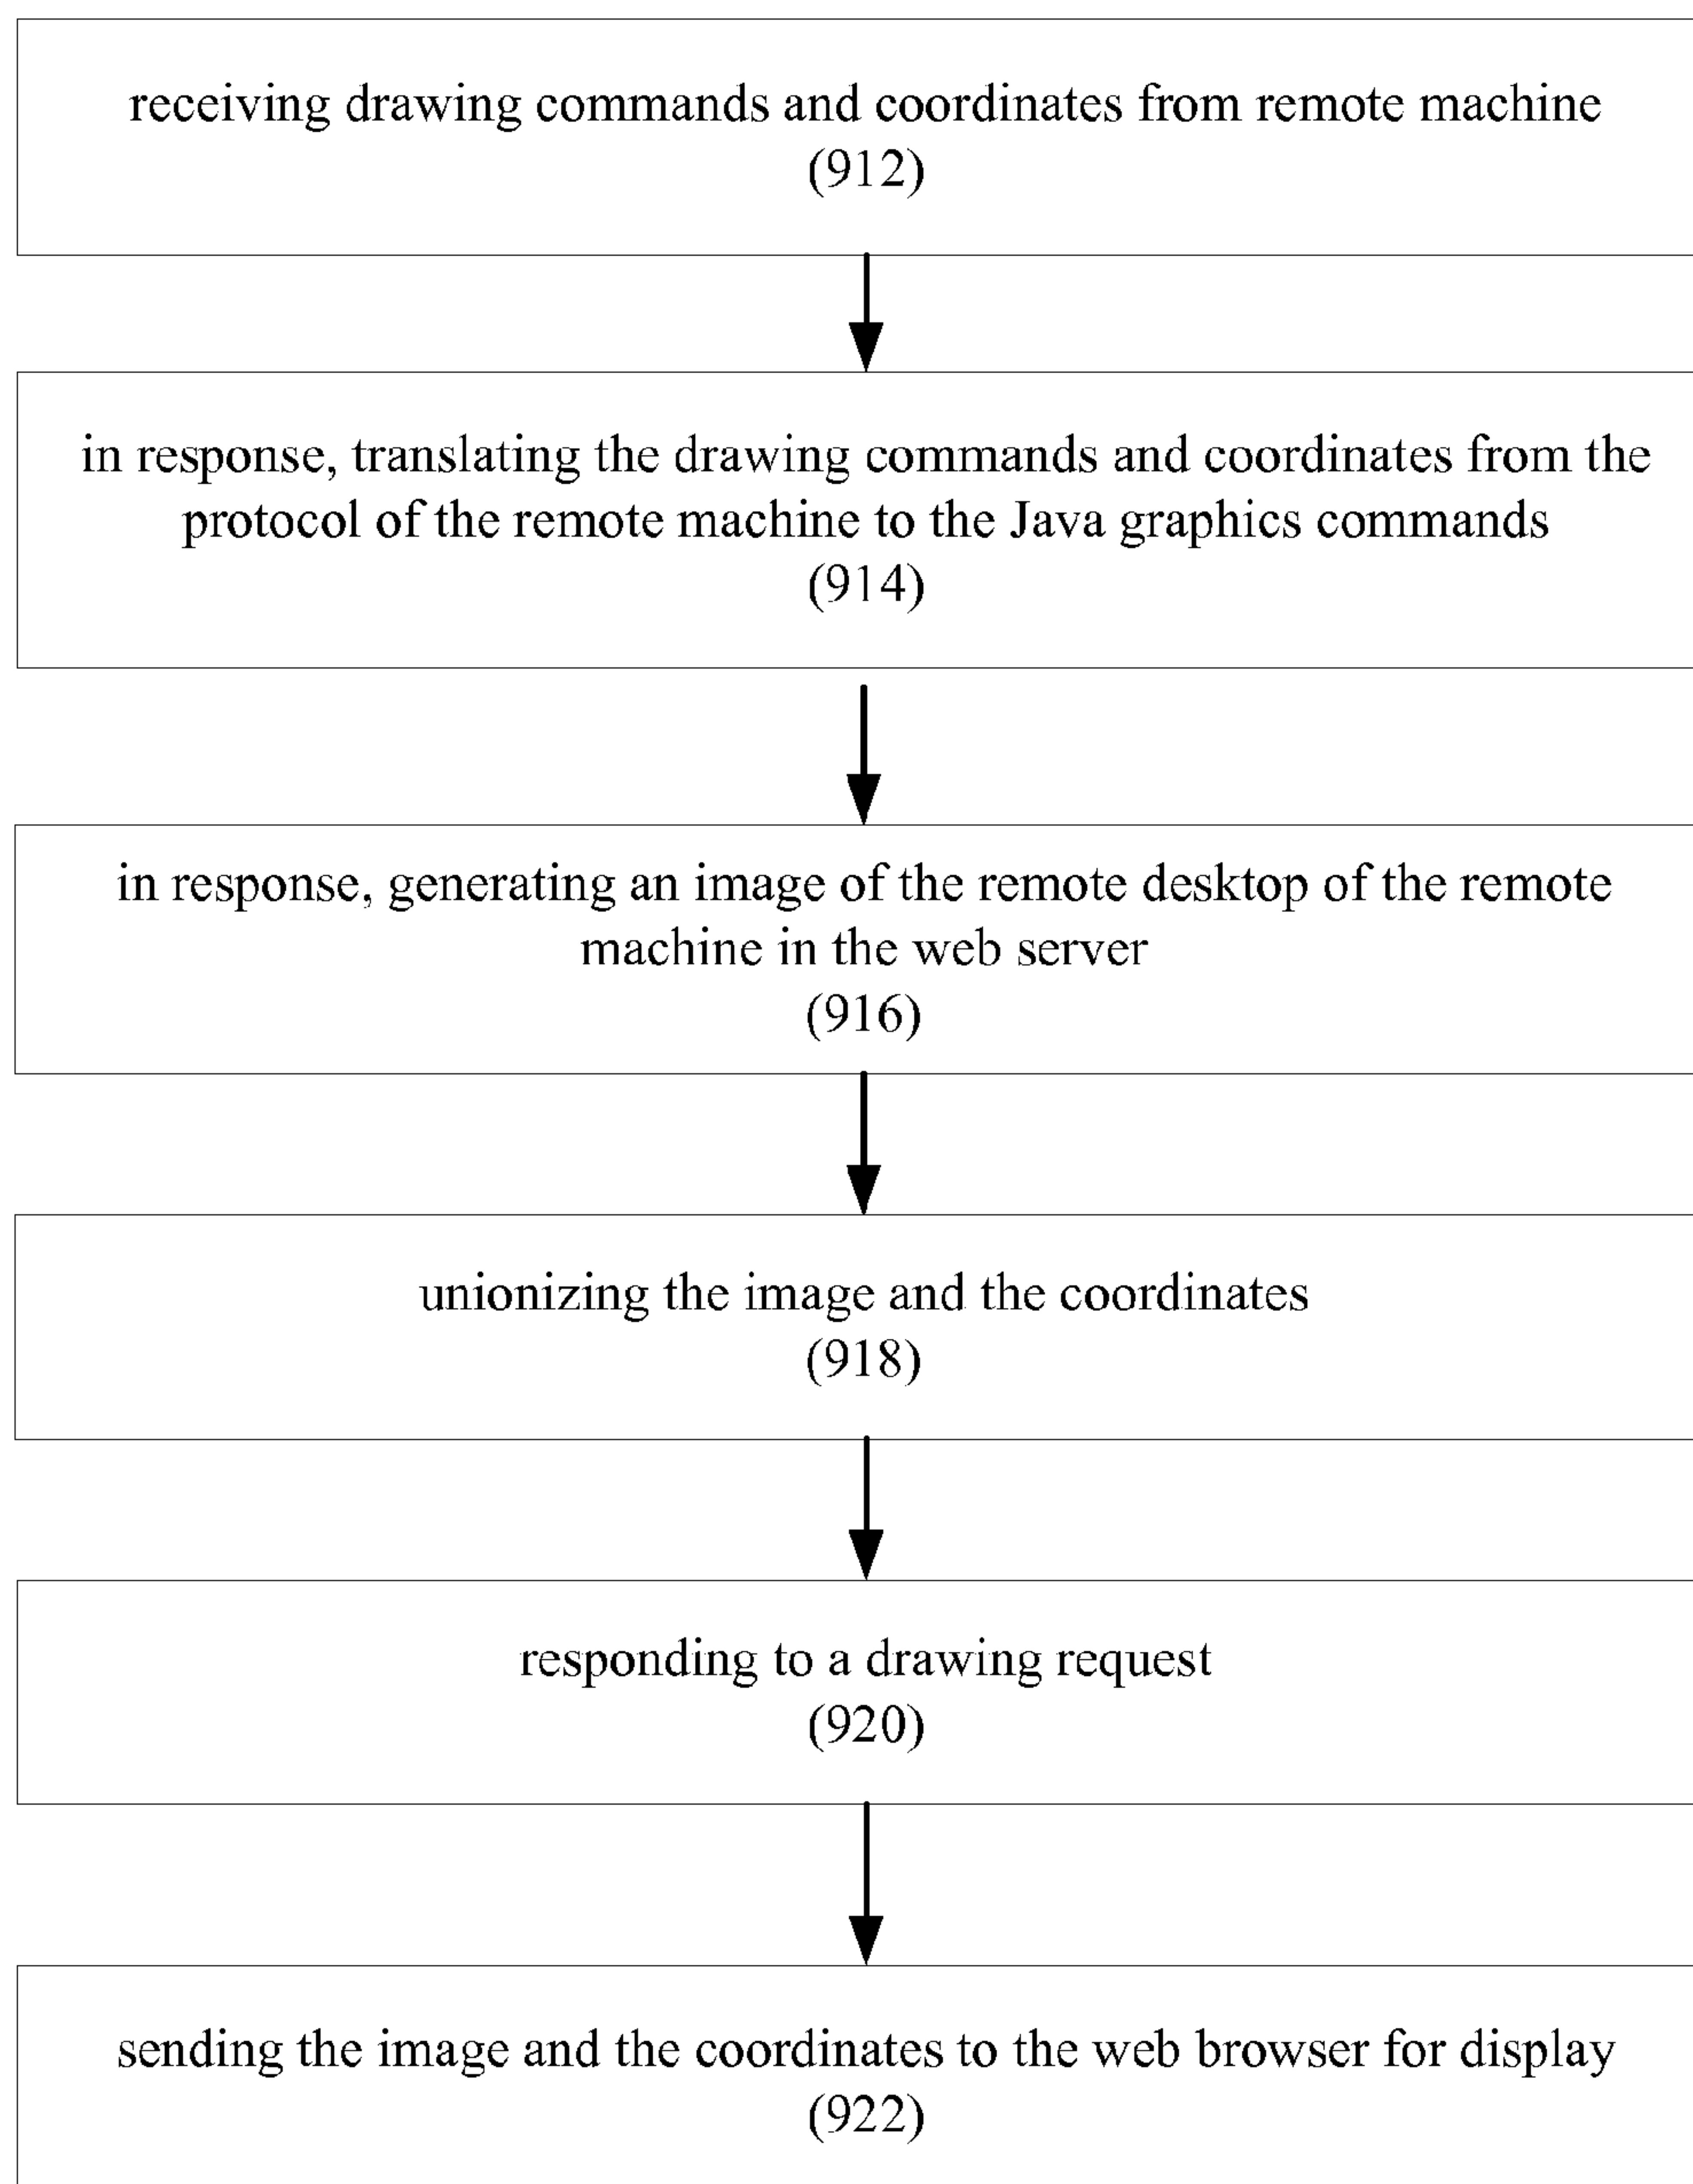 receiving drawing commands and coordinates from remote machine
(912)
in response, translating the drawing commands and coordinates from the
protocol of the remote machine to the Java graphics commands
(914)
in response, generating an image of the remote desktop of the remote
machine in the web server
(916)
unionizing the image and the coordinates
(918)
responding to a drawing request
(920)
sending the image and the coordinates to the web browser for display
(922)